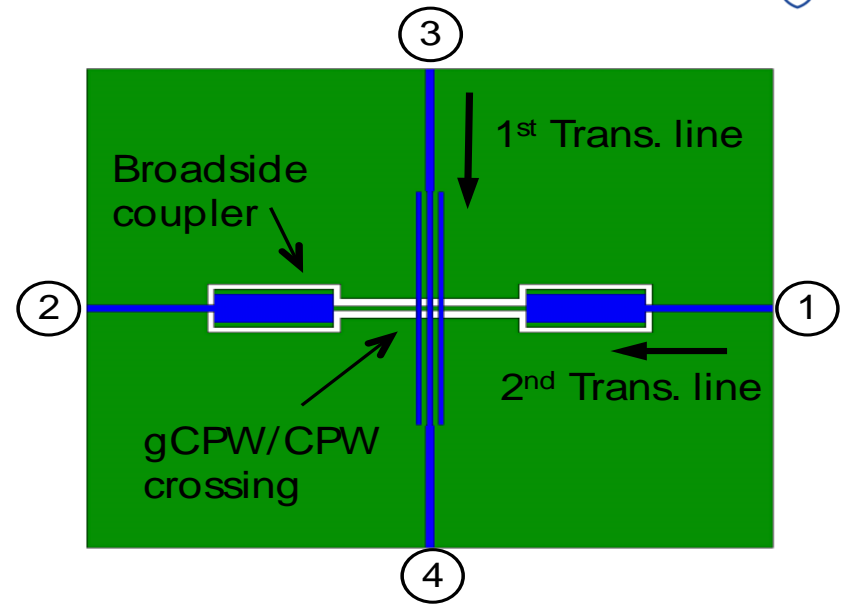 3
1st Trans. line
Broadside
coupler
2
1
2nd Trans. line
gCPW/CPW
crossing
4